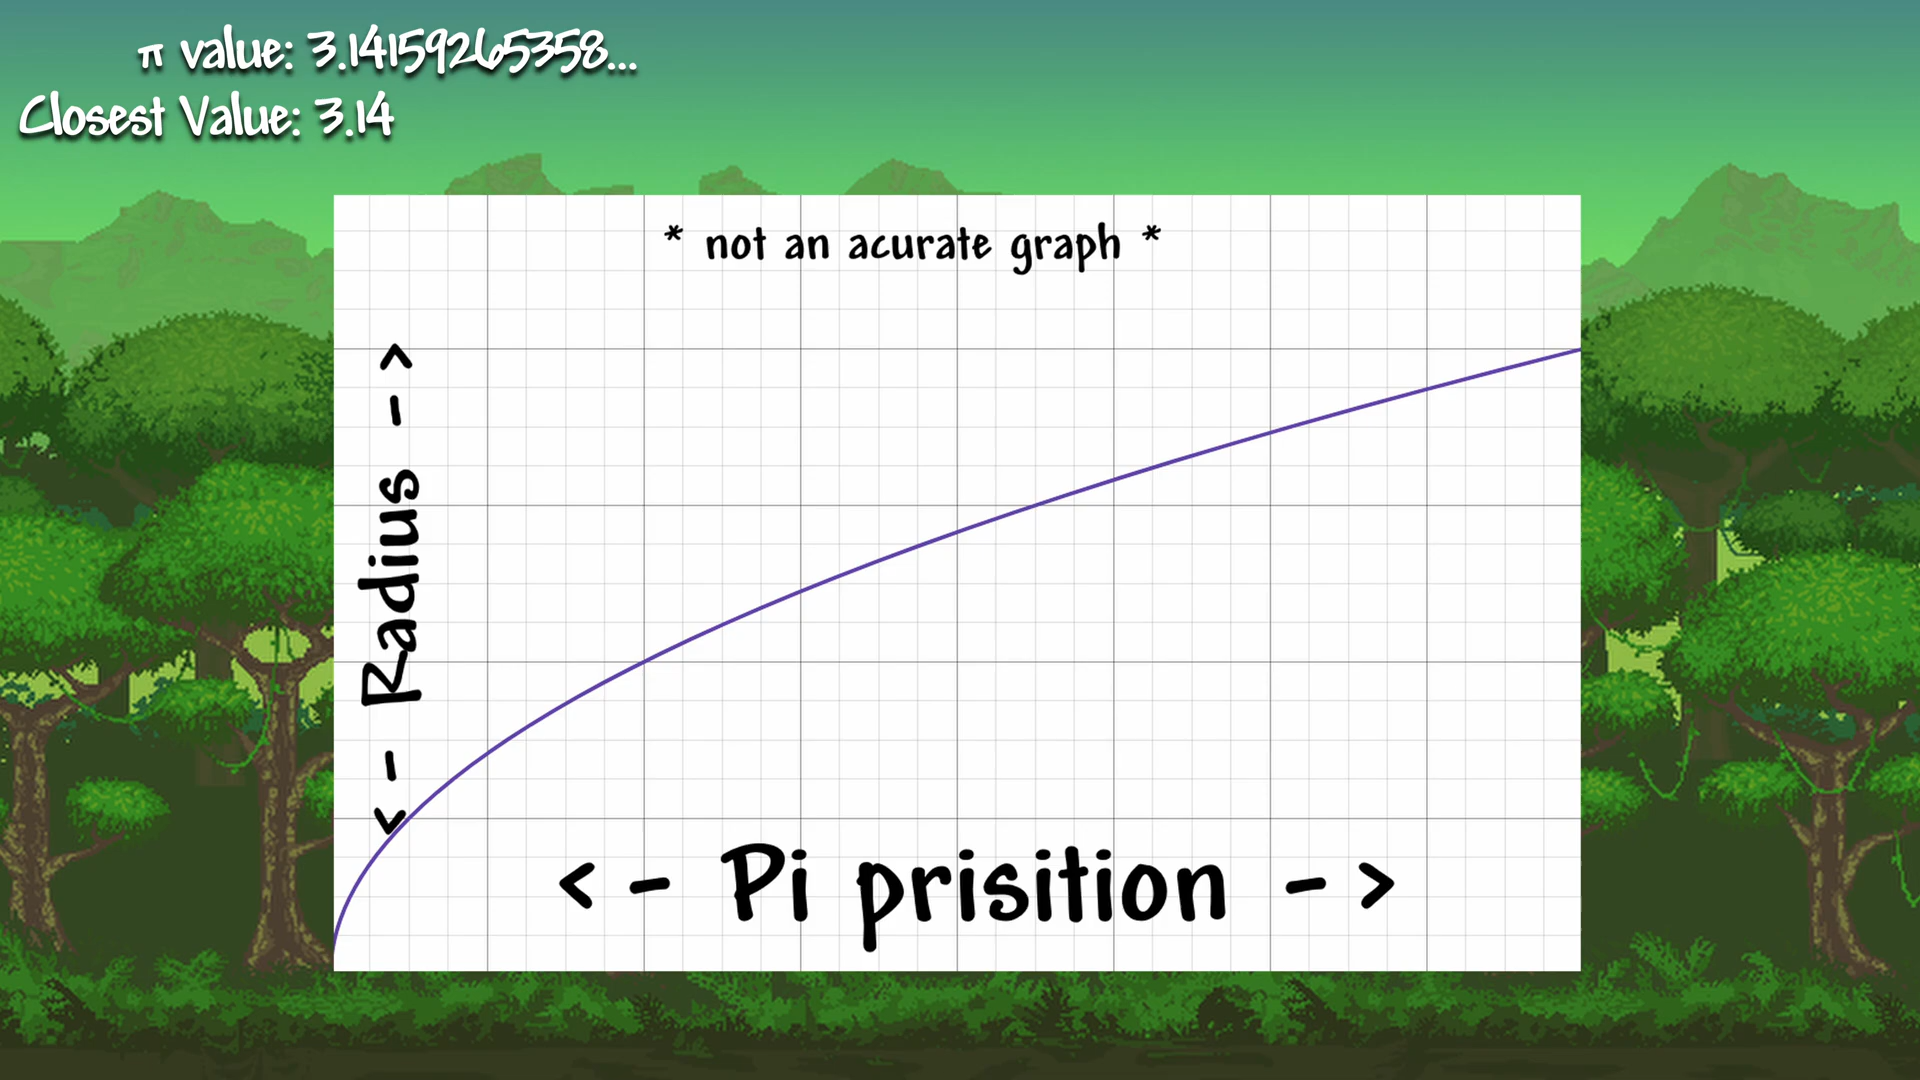 π value: 3.14159265358...
Closest Value: 3.14
* not an acurate graph *
<- Radius ->
<- Pi prisition ->